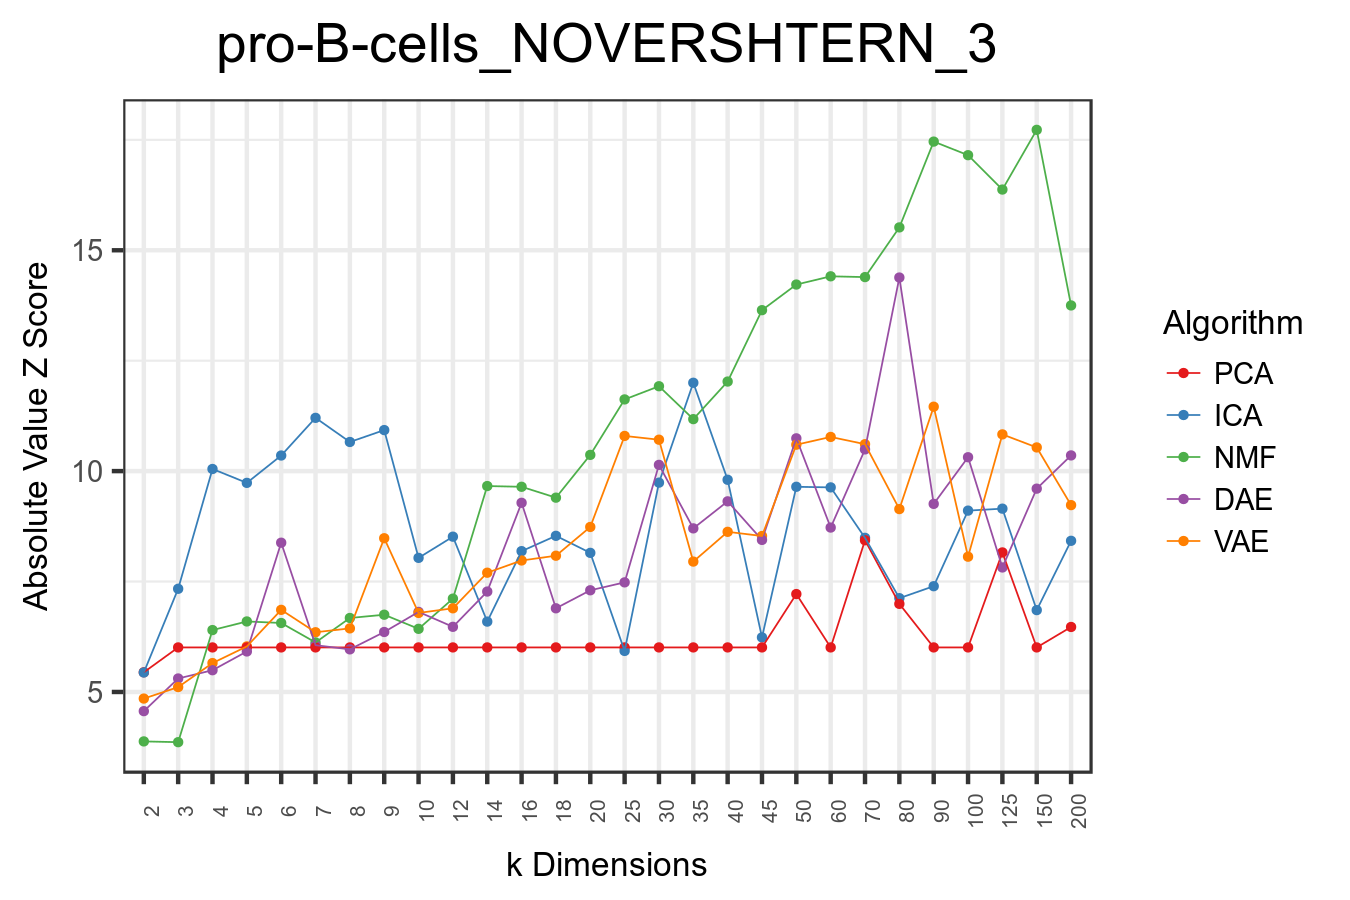 pro-B-cells_NOVERSHTERN_3
Absolute Value Z Score
15
10
5
2 3 4 5 6 7 8 9 10 12 14 16 18 20 25 30 35 40 45 50 60 70 80 90 100 125 150 200
k Dimensions
Algorithm
PCA
ICA
NMF
DAE
VAE